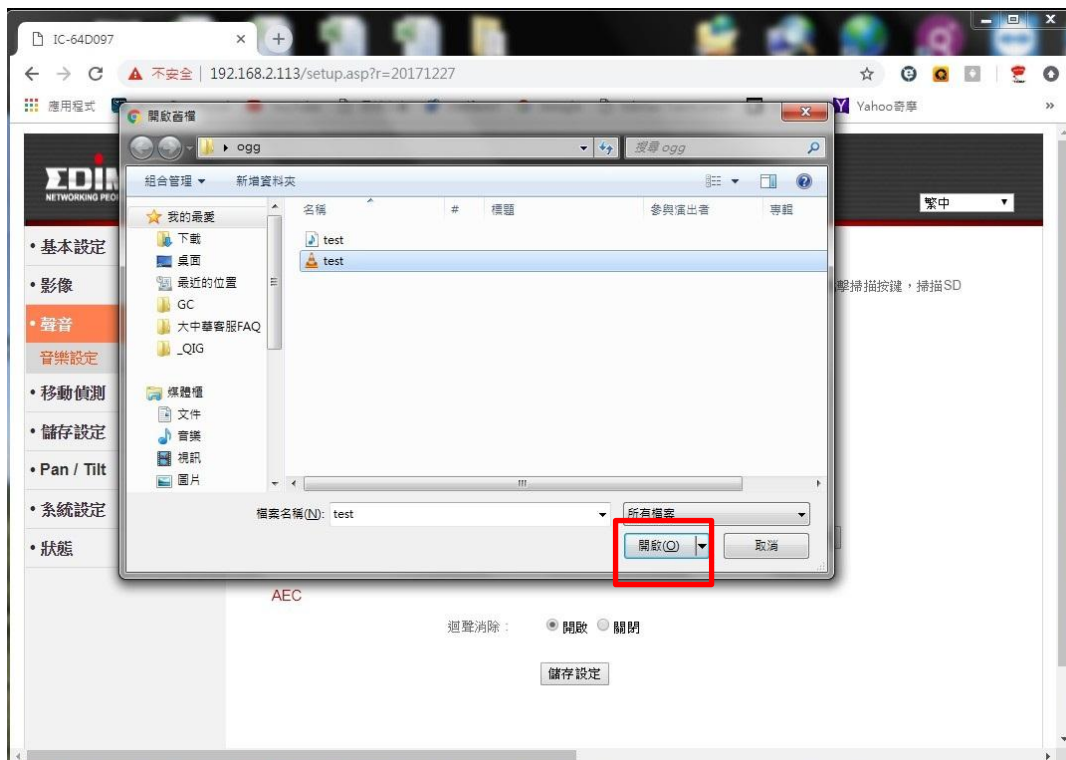 IC-64D097
不安全 | 192.168.2.113/setup.asp?r=20171227
應用程式
Yahoo奇摩
開啟舊檔
ogg
搜尋 ogg
組合管理
新增資料夾
EDI
NETWORKING PEO
繁中
我的最愛
下載
桌面
最近的位置
GC
大中華客服FAQ
_QIG
媒體櫃
文件
音樂
視訊
圖片
名稱
#
標題
參與演出者
專輯
test
test
檔案名稱(N): test
所有檔案
開啟(O)
取消
基本設定
影像
擊掃描按鍵，掃描SD
聲音
音樂設定
移動偵測
儲存設定
Pan / Tilt
系統設定
狀態
AEC
迴聲消除 :
開啟
關閉
儲存設定